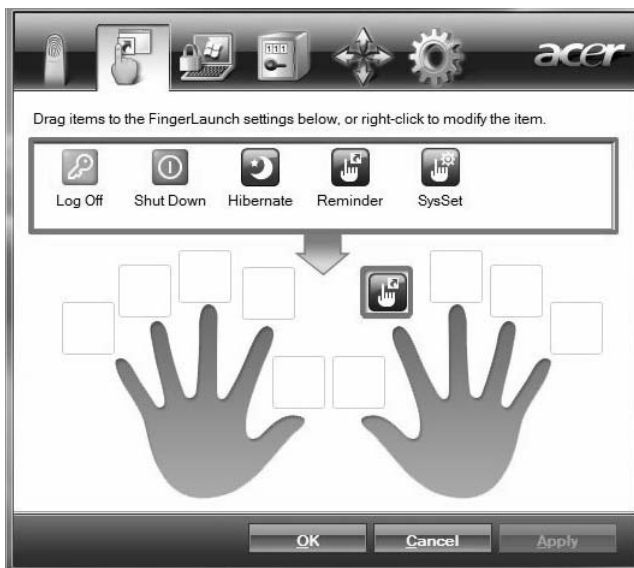 acer
Drag items to the FingerLaunch settings below, or right-click to modify the item.
Log Off Shut Down Hibernate Reminder SysSet
OK Cancel Apply